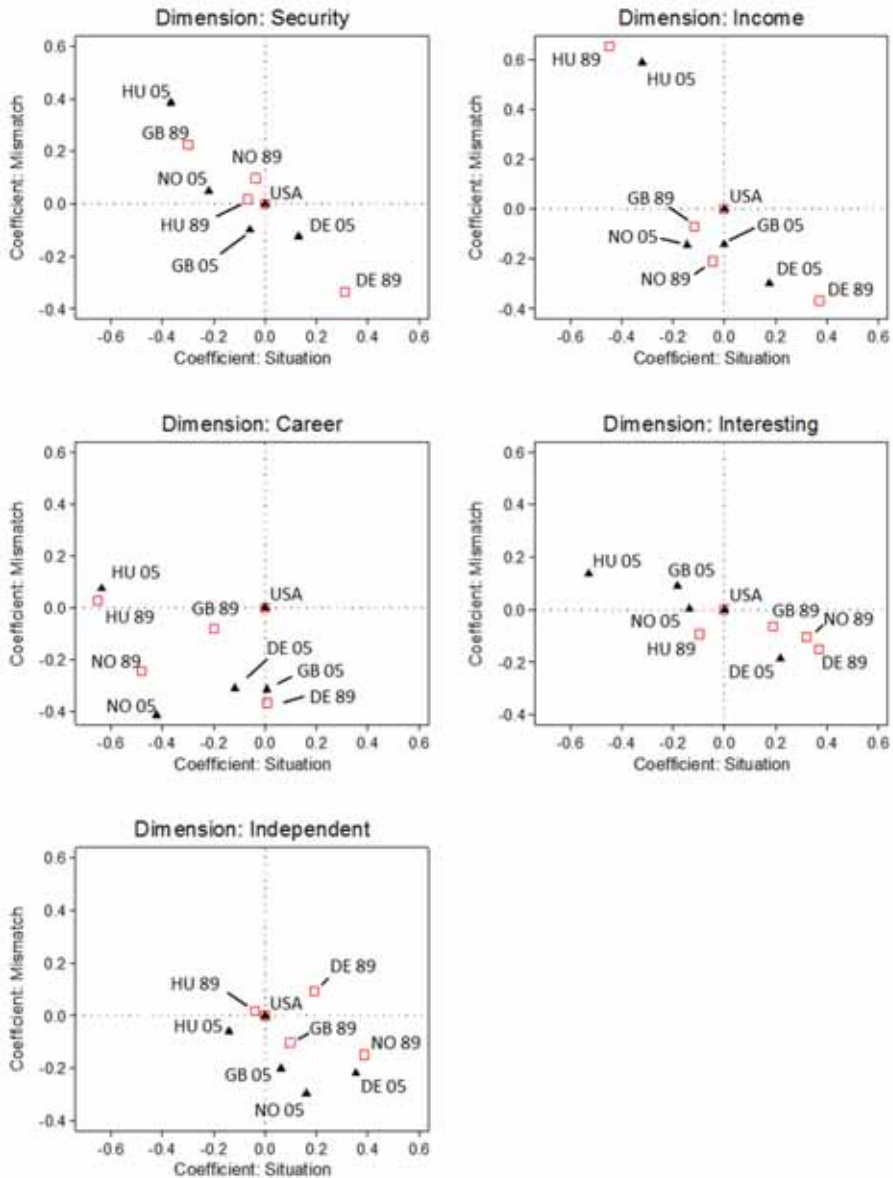 Dimension: Security
Coefficient: Mismatch
0.6
0.4
0.2
0.0
-0.2
-0.4
HU 05
GB 89
NO 89
NO 05
USA
HU 89
DE 05
GB 05
DE 89
-0.6 -0.4 -0.2 0.0 0.2 0.4 0.6
Coefficient: Situation
Dimension: Income
Coefficient: Mismatch
0.6
0.4
0.2
0.0
-0.2
-0.4
HU 89
HU 05
USA
GB 89
GB 05
NO 05
NO 89
DE 05
DE 89
-0.6 -0.4 -0.2 0.0 0.2 0.4 0.6
Coefficient: Situation
Dimension: Career
Coefficient: Mismatch
0.6
0.4
0.2
0.0
-0.2
-0.4
HU 05
USA
HU 89
GB 89
NO 89
DE 05
GB 05
DE 89
NO 05
-0.6 -0.4 -0.2 0.0 0.2 0.4 0.6
Coefficient: Situation
Dimension: Interesting
Coefficient: Mismatch
0.6
0.4
0.2
0.0
-0.2
-0.4
HU 05
GB 05
USA
NO 05
GB 89
NO 89
HU 89
DE 05
DE 89
-0.6 -0.4 -0.2 0.0 0.2 0.4 0.6
Coefficient: Situation
Dimension: Independent
Coefficient: Mismatch
0.6
0.4
0.2
0.0
-0.2
-0.4
DE 89
HU 89
USA
HU 05
GB 89
NO 89
GB 05
DE 05
NO 05
-0.6 -0.4 -0.2 0.0 0.2 0.4 0.6
Coefficient: Situation